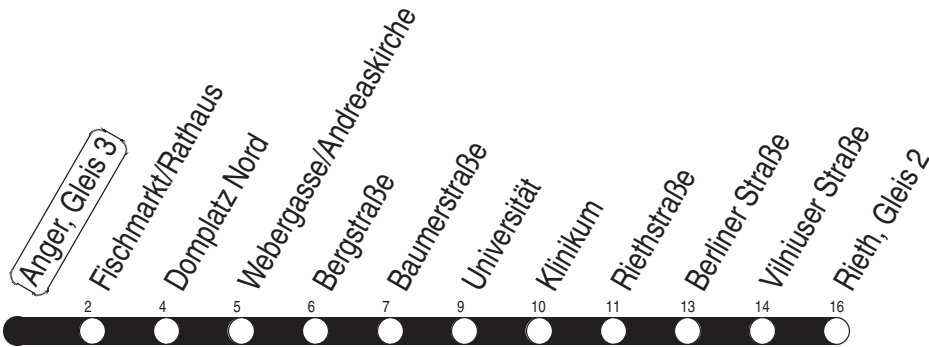 Anger, Gleis 3
Fischmarkt/Rathaus
Domplatz Nord
Webergasse/Andreaskirche
Bergstraße
Baumerstraße
Universität
Klinikum
Riethstraße
Berliner Straße
Vilniuser Straße
Rieth, Gleis 2
2 4 5 6 7 9 10 11 13 14 16